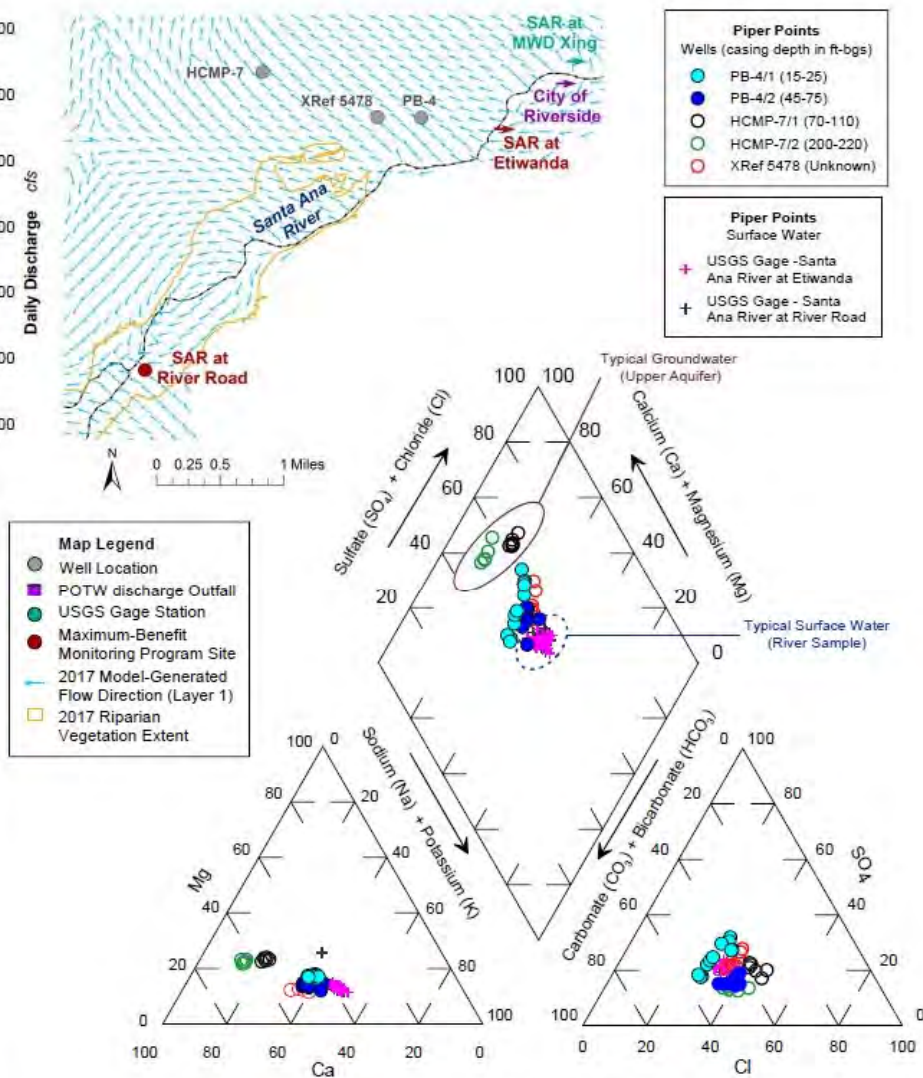 00
00
00
00
00
00
00
Daily Discharge cfs
SAR at
MWD Xing
HCMP-7
XRef 5478
PB-4
City of
Riverside
SAR at
Etiwanda
Santa Ana
River
SAR at
River Road
N
0 0.25 0.5 1 Miles
Piper Points
Wells (casing depth in ft-bgs)
PB-4/1 (15-25)
PB-4/2 (45-75)
HCMP-7/1 (70-110)
HCMP-7/2 (200-220)
XRef 5478 (Unknown)
Piper Points
Surface Water
USGS Gage -Santa
Ana River at Etiwanda
USGS Gage - Santa
Ana River at River Road
Map Legend
Well Location
POTW discharge Outfall
USGS Gage Station
Maximum-Benefit
Monitoring Program Site
2017 Model-Generated
Flow Direction (Layer 1)
2017 Riparian
Vegetation Extent
Typical Groundwater
(Upper Aquifer)
100 100
80 80
60 60
40 40
20 20
0
Sulfate (SO4) + Chloride (Cl)
Calcium (Ca) + Magnesium (Mg)
Typical Surface Water
(River Sample)
Sodium (Na) + Potassium (K)
Carbonate (CO3) + Bicarbonate (HCO3)
100 0
80 20
60 40
40 60
20 80
0 100
Mg
100 80 60 40 20 0
Ca
0 100
20 80
40 60
60 40
80 20
100 0
SO4
0 20 40 60 80 100
Cl